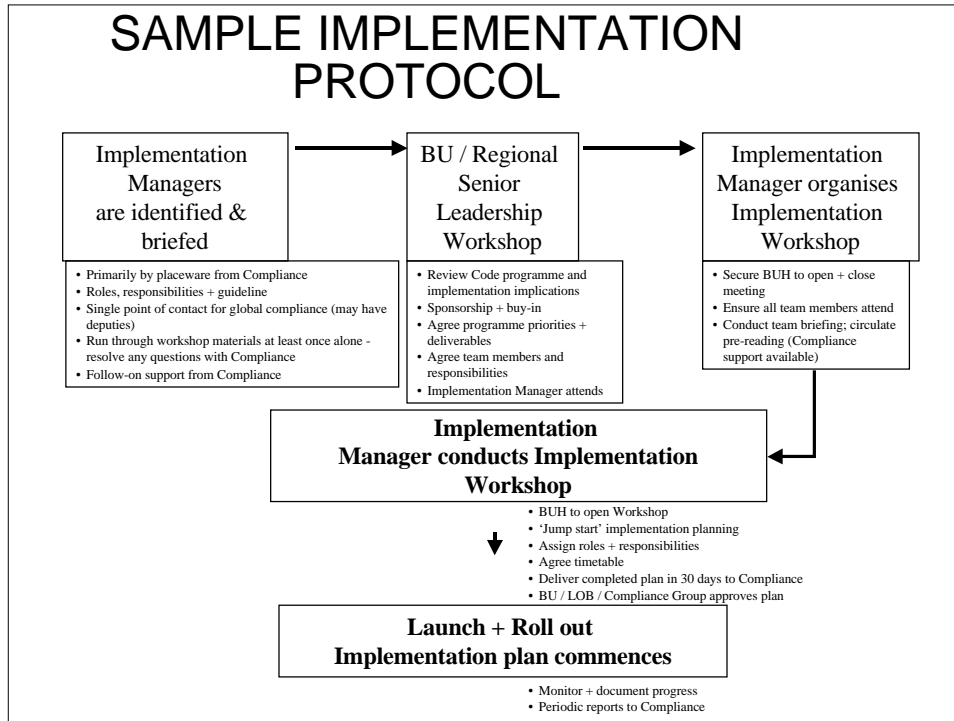 SAMPLE IMPLEMENTATION
PROTOCOL
Implementation
Managers
are identified &
briefed
• Primarily by placeware from Compliance
• Roles, responsibilities + guideline
• Single point of contact for global compliance (may have
deputies)
• Run through workshop materials at least once alone -
resolve any questions with Compliance
• Follow-on support from Compliance
BU / Regional
Senior
Leadership
Workshop
• Review Code programme and
implementation implications
• Sponsorship + buy-in
• Agree programme priorities +
deliverables
• Agree team members and
responsibilities
• Implementation Manager attends
Implementation
Manager organises
Implementation
Workshop
• Secure BUH to open + close
meeting
• Ensure all team members attend
• Conduct team briefing; circulate
pre-reading (Compliance
support available)
Implementation
Manager conducts Implementation
Workshop
• BUH to open Workshop
• ‘Jump start’ implementation planning
• Assign roles + responsibilities
• Agree timetable
• Deliver completed plan in 30 days to Compliance
• BU / LOB / Compliance Group approves plan
Launch + Roll out
Implementation plan commences
• Monitor + document progress
• Periodic reports to Compliance